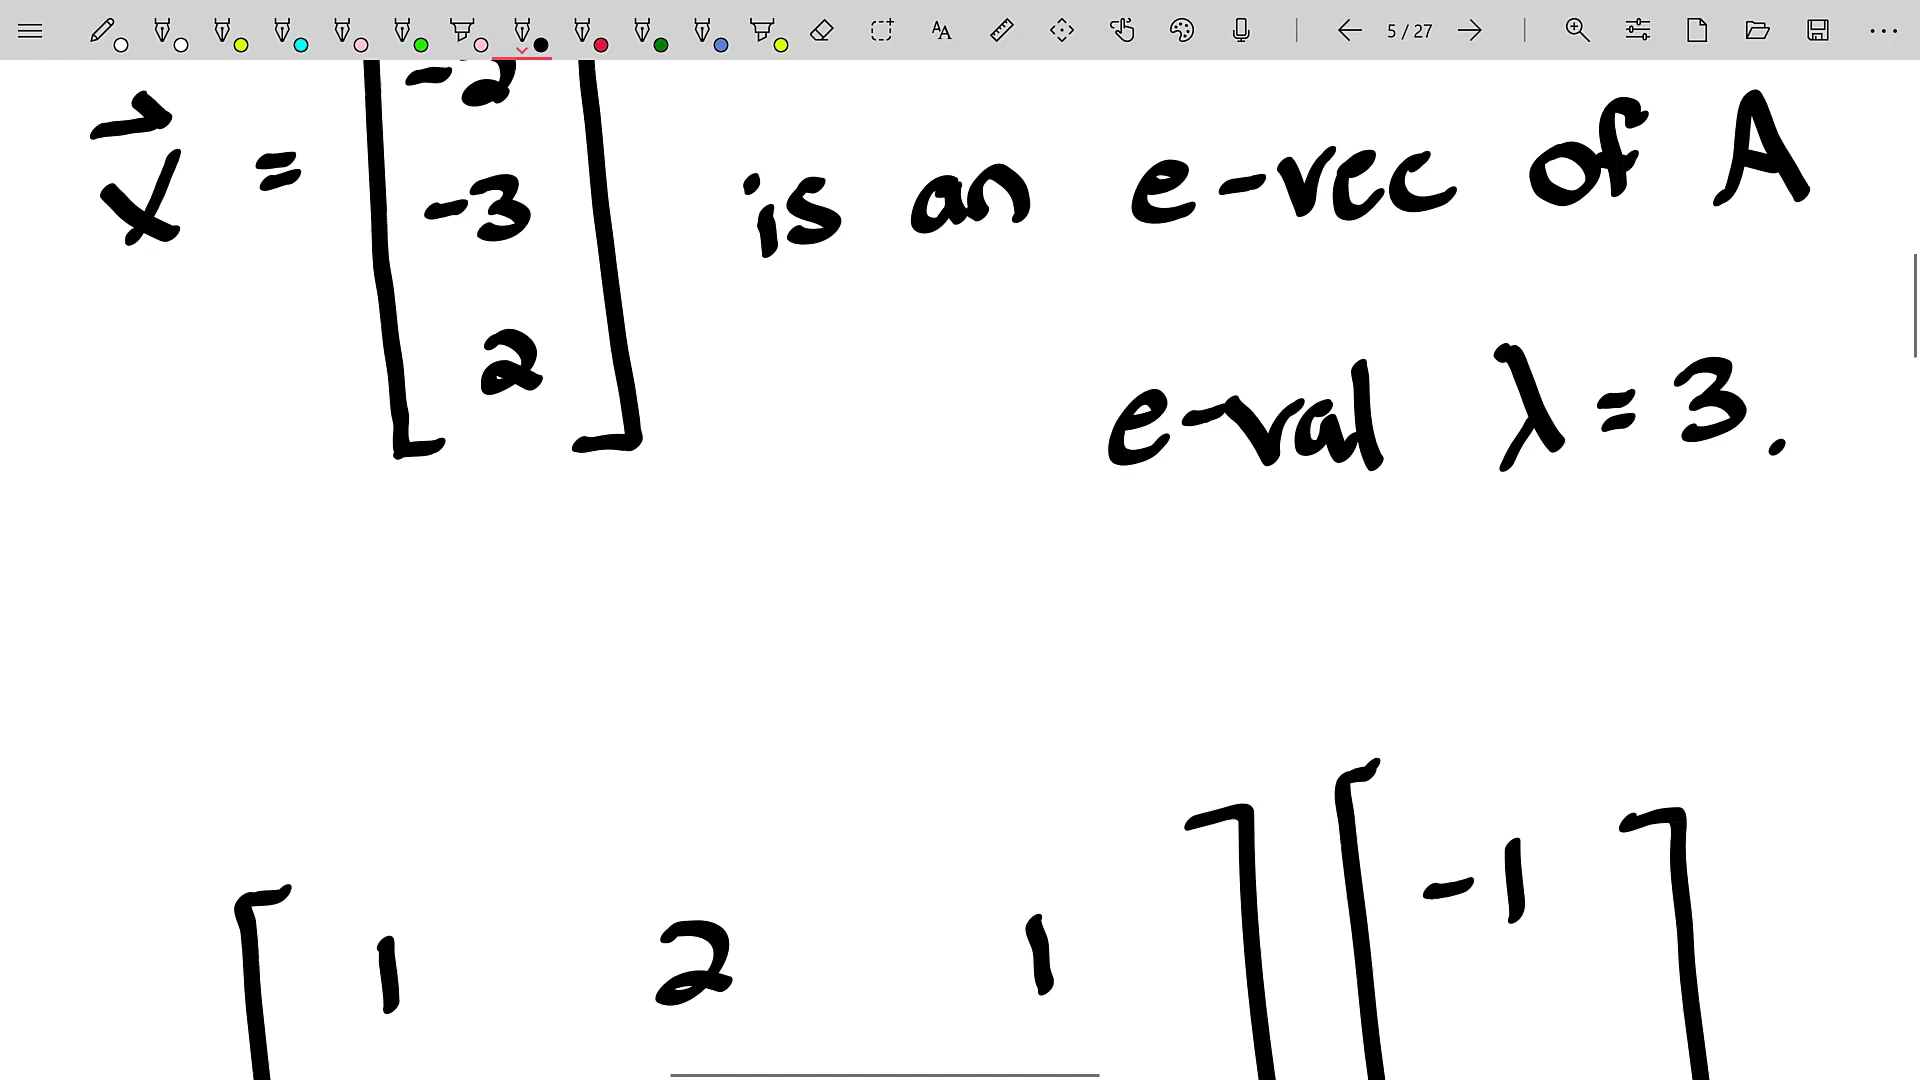 5 / 27
x⃗ = [-2 -3 2] is an e-vec of A
e-val λ = 3.
[1 2 1] [-1]